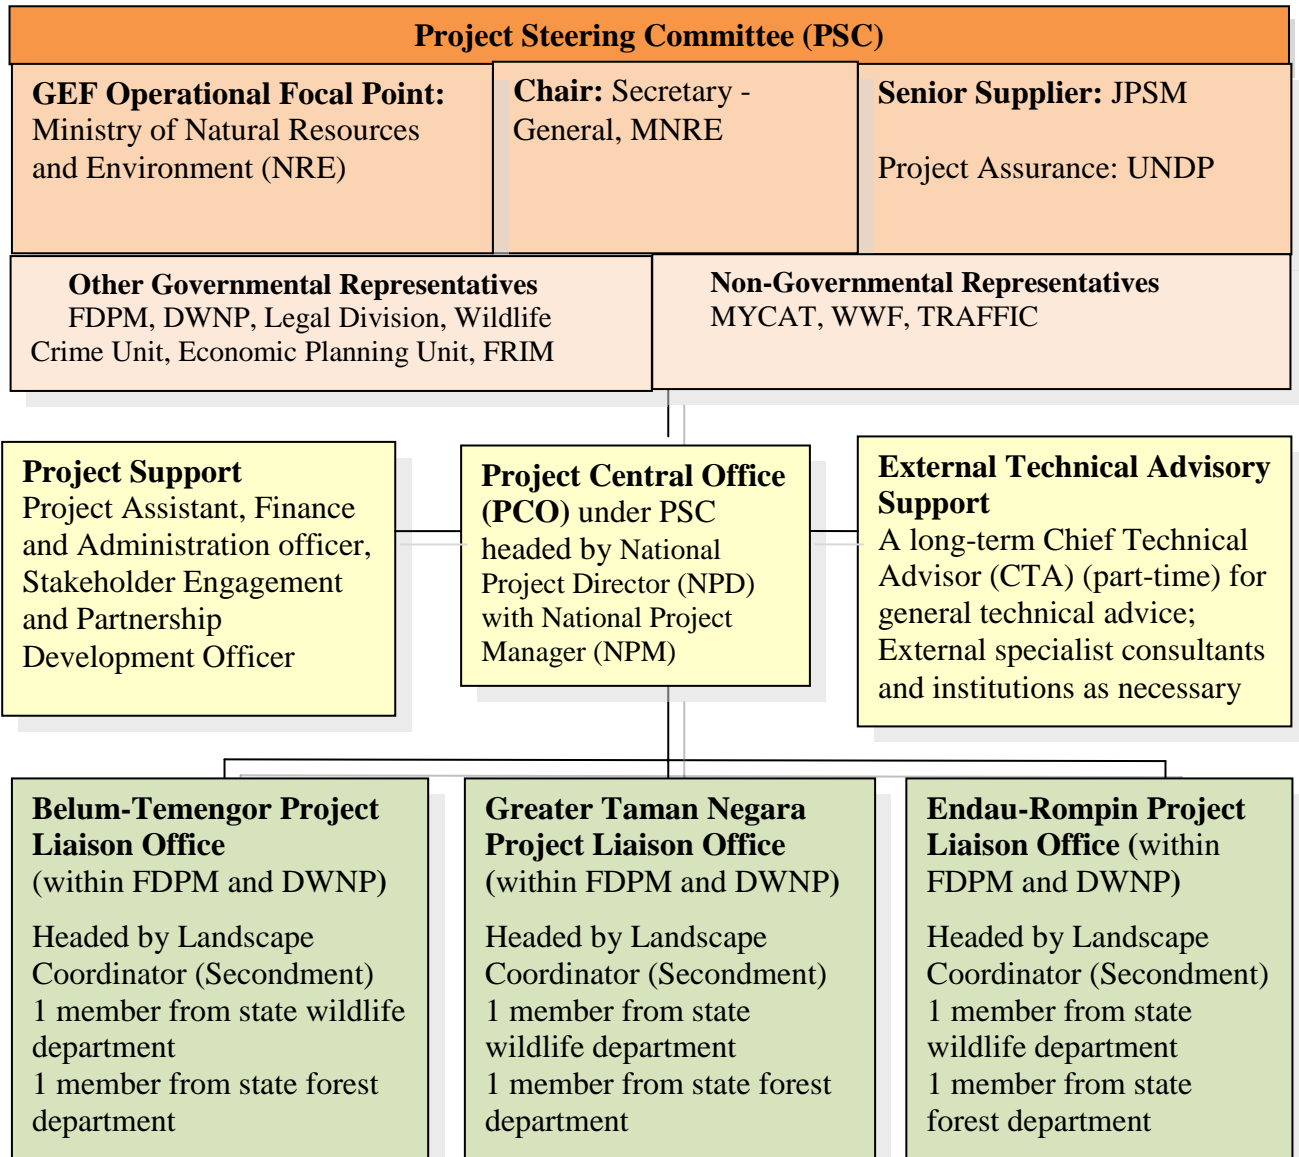 Project Steering Committee (PSC)
GEF Operational Focal Point:
Ministry of Natural Resources
and Environment (NRE)
Chair: Secretary -
General, MNRE
Senior Supplier: JPSM
Project Assurance: UNDP
Other Governmental Representatives
FDPM, DWNP, Legal Division, Wildlife
Crime Unit, Economic Planning Unit, FRIM
Non-Governmental Representatives
MYCAT, WWF, TRAFFIC
Project Support
Project Assistant, Finance
and Administration officer,
Stakeholder Engagement
and Partnership
Development Officer
Project Central Office
(PCO) under PSC
headed by National
Project Director (NPD)
with National Project
Manager (NPM)
External Technical Advisory
Support
A long-term Chief Technical
Advisor (CTA) (part-time) for
general technical advice;
External specialist consultants
and institutions as necessary
Belum-Temengor Project
Liaison Office
(within FDPM and DWNP)
Headed by Landscape
Coordinator (Secondment)
1 member from state wildlife
department
1 member from state forest
department
Greater Taman Negara
Project Liaison Office
(within FDPM and DWNP)
Headed by Landscape
Coordinator (Secondment)
1 member from state
wildlife department
1 member from state forest
department
Endau-Rompin Project
Liaison Office (within
FDPM and DWNP)
Headed by Landscape
Coordinator (Secondment)
1 member from state
wildlife department
1 member from state
forest department